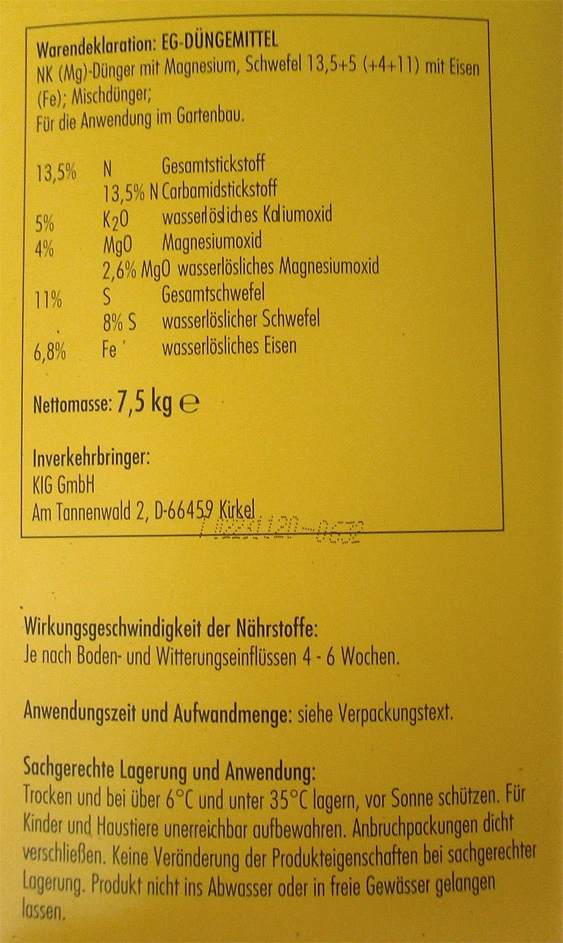 Warendeklaration: EG-DÜNGEMITTEL
NK (Mg)-Dünger mit Magnesium, Schwefel 13,5+5 (+4+11) mit Eisen
(Fe); Mischdünger;
Für die Anwendung im Gartenbau.
13,5% N Gesamtstickstoff
13,5% N Carbamidstickstoff
5% K2O wasserlösliches Kaliumoxid
4% MgO Magnesiumoxid
2,6% MgO wasserlösliches Magnesiumoxid
11% S Gesamtschwefel
8% S wasserlöslicher Schwefel
6,8% Fe wasserlösliches Eisen
Nettomasse: 7,5 kg ℮
Inverkehrbringer:
KIG GmbH
Am Tannenwald 2, D-66459 Kirkel
Wirkungsgeschwindigkeit der Nährstoffe:
Je nach Boden- und Witterungseinflüssen 4 - 6 Wochen.
Anwendungszeit und Aufwandmenge: siehe Verpackungstext.
Sachgerechte Lagerung und Anwendung:
Trocken und bei über 6°C und unter 35°C lagern, vor Sonne schützen. Für
Kinder und Haustiere unerreichbar aufbewahren. Anbruchpackungen dicht
verschließen. Keine Veränderung der Produkteigenschaften bei sachgerechter
Lagerung. Produkt nicht ins Abwasser oder in freie Gewässer gelangen
lassen.